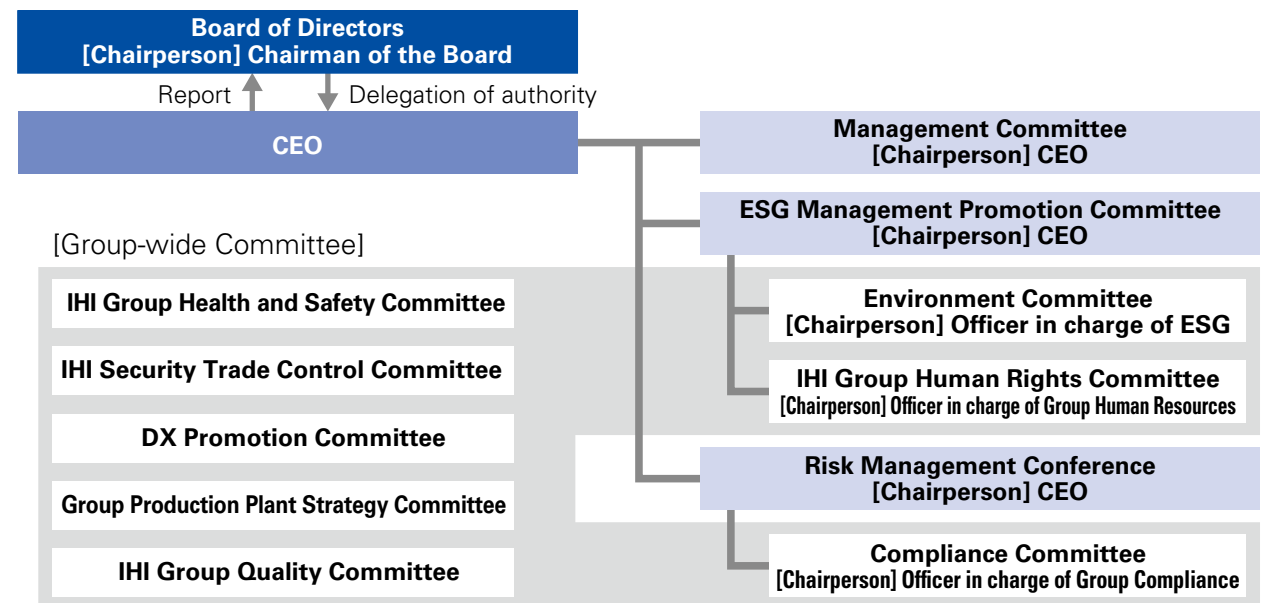 Board of Directors
[Chairperson] Chairman of the Board
Report
Delegation of authority
CEO
Management Committee
[Chairperson] CEO
ESG Management Promotion Committee
[Chairperson] CEO
[Group-wide Committee]
IHI Group Health and Safety Committee
IHI Security Trade Control Committee
DX Promotion Committee
Group Production Plant Strategy Committee
IHI Group Quality Committee
Environment Committee
[Chairperson] Officer in charge of ESG
IHI Group Human Rights Committee
[Chairperson] Officer in charge of Group Human Resources
Risk Management Conference
[Chairperson] CEO
Compliance Committee
[Chairperson] Officer in charge of Group Compliance